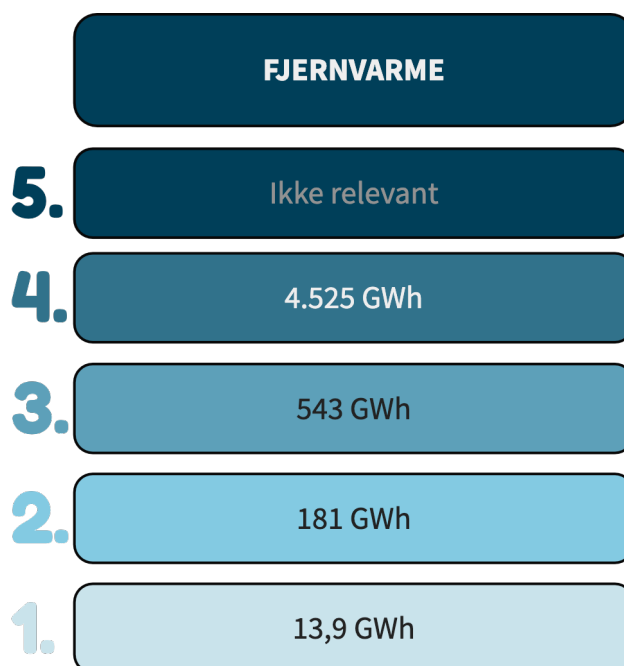 FJERNVARME
5. Ikke relevant
4. 4.525 GWh
3. 543 GWh
2. 181 GWh
1. 13,9 GWh